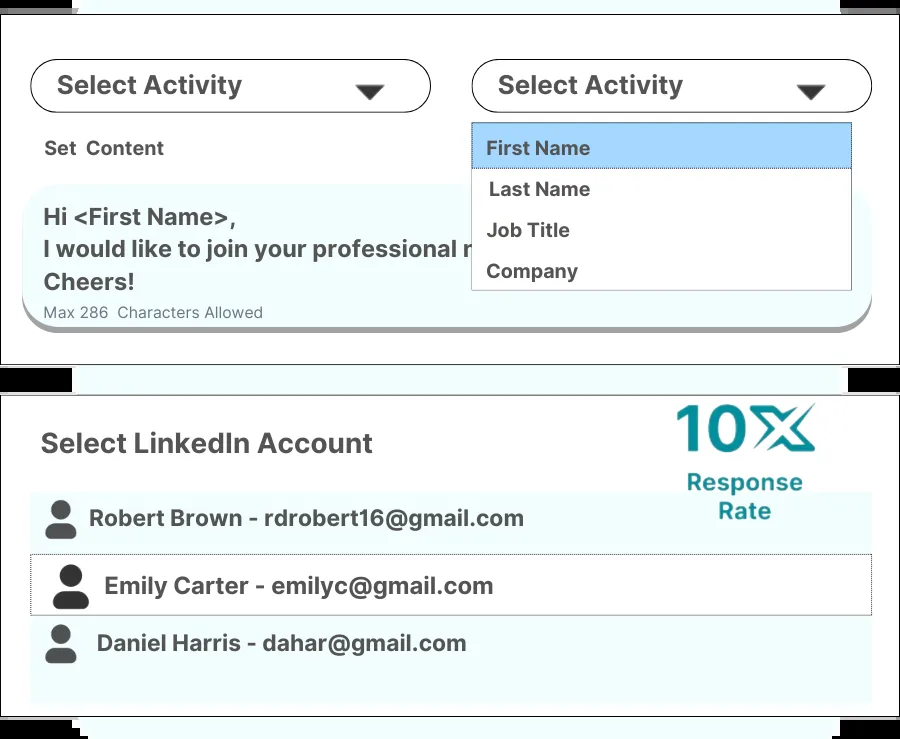 Select Activity
Select Activity
Set Content
First Name
Last Name
Job Title
Company
Hi <First Name>,
I would like to join your professional
Cheers!
Max 286 Characters Allowed
Select LinkedIn Account
10X
Response
Rate
Robert Brown - rdrobert16@gmail.com
Emily Carter - emilyc@gmail.com
Daniel Harris - dahar@gmail.com